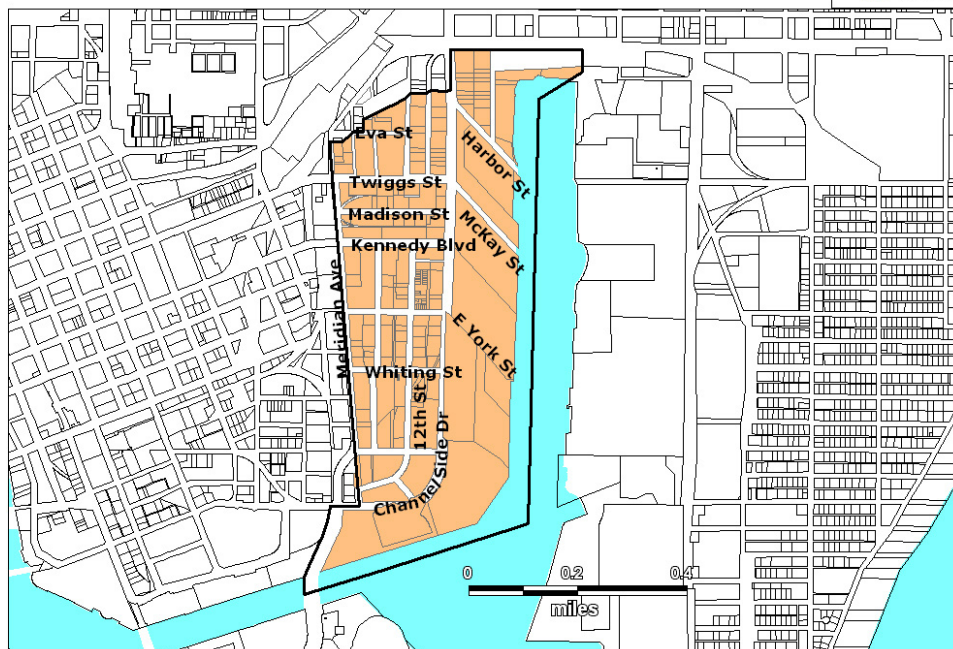 Eva St
Harbor St
Twiggs St
Madison St
McKay St
Kennedy Blvd
Meridian Ave
E York St
Whiting St
12th St
ChannelSide Dr
0 0.2 0.4
miles